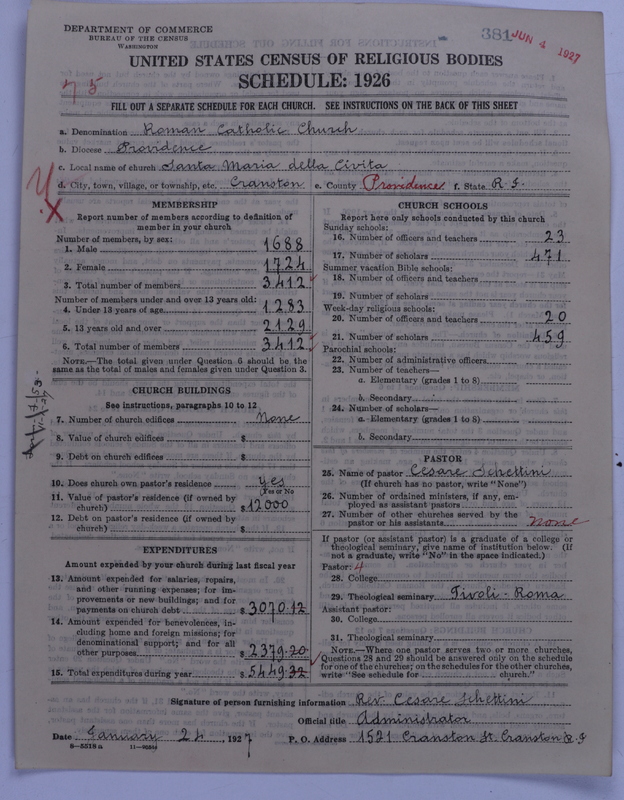 DEPARTMENT OF COMMERCE
BUREAU OF THE CENSUS
WASHINGTON
381
JUN 4 1927
UNITED STATES CENSUS OF RELIGIOUS BODIES
SCHEDULE: 1926
75
FILL OUT A SEPARATE SCHEDULE FOR EACH CHURCH. SEE INSTRUCTIONS ON THE BACK OF THIS SHEET
a. Denomination Roman Catholic Church
b. Diocese Providence
c. Local name of church Santa Maria della Civita
d. City, town, village, or township, etc. Cranston e. County Providence f. State R. I.
X
MEMBERSHIP
Report number of members according to definition of
member in your church
Number of members, by sex:
1. Male 1688
2. Female 1724
3. Total number of members 3412
Number of members under and over 13 years old:
4. Under 13 years of age 1283
5. 13 years old and over 2129
6. Total number of members 3412
NOTE.—The total given under Question 6 should be the
same as the total of males and females given under Question 3.
CHURCH BUILDINGS
See instructions, paragraphs 10 to 12
7. Number of church edifices None
8. Value of church edifices $
9. Debt on church edifices $
10. Does church own pastor's residence yes
(Yes or No
11. Value of pastor's residence (if owned by
church) $12000
12. Debt on pastor's residence (if owned by
church) $
EXPENDITURES
Amount expended by your church during last fiscal year
13. Amount expended for salaries, repairs,
and other running expenses; for im-
provements or new buildings; and for
payments on church debt $3070.12
14. Amount expended for benevolences, in-
cluding home and foreign missions; for
denominational support; and for all
other purposes $2379.20
15. Total expenditures during year $5449.32
CHURCH SCHOOLS
Report here only schools conducted by this church
Sunday schools:
16. Number of officers and teachers 23
17. Number of scholars 471
Summer vacation Bible schools:
18. Number of officers and teachers
19. Number of scholars
Week-day religious schools:
20. Number of officers and teachers 20
21. Number of scholars 459
Parochial schools:
22. Number of administrative officers
23. Number of teachers—
a. Elementary (grades 1 to 8)
b. Secondary
24. Number of scholars—
a. Elementary (grades 1 to 8)
b. Secondary
PASTOR
25. Name of pastor Cesare Schettini
(If church has no pastor, write "None")
26. Number of ordained ministers, if any, em-
ployed as assistant pastors
27. Number of other churches served by the
pastor or his assistants none
If pastor (or assistant pastor) is a graduate of a college or
theological seminary, give name of institution below. (If
not a graduate, write "No" in the space indicated.)
Pastor: 4
28. College
29. Theological seminary Tivoli - Roma
Assistant pastor:
30. College
31. Theological seminary
NOTE.—Where one pastor serves two or more churches,
Questions 28 and 29 should be answered only on the schedule
for one of the churches; on the schedules for the other churches,
write "See schedule for church."
Signature of person furnishing information Rev. Cesare Schettini
Official title Administrator
Date January 24, 1927 P. O. Address 1521 Cranston St. Cranston R. I
8—5518 a